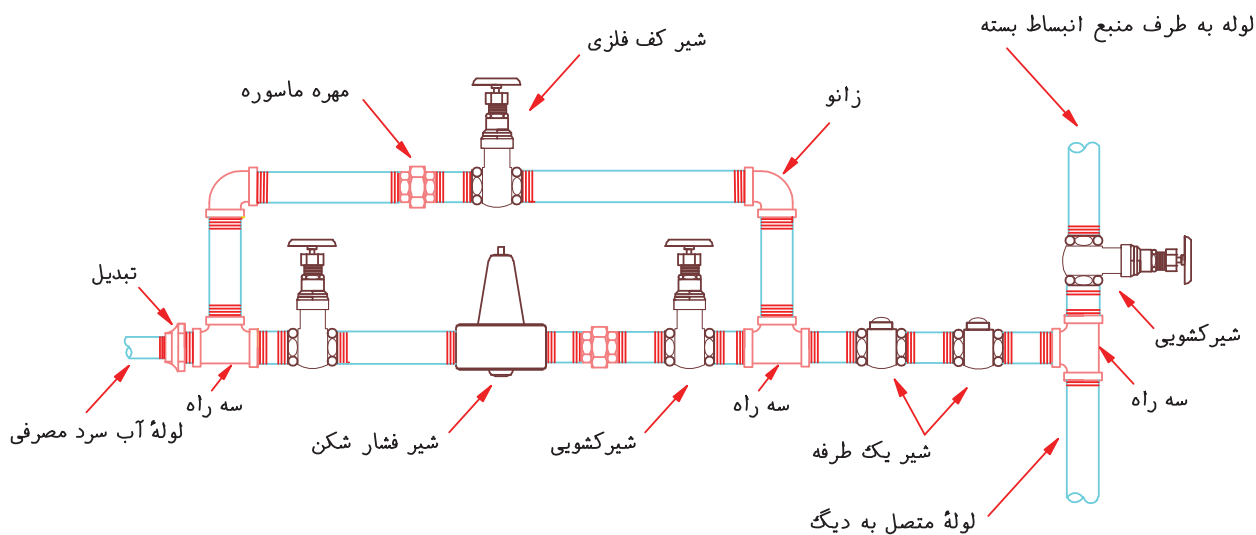 لوله به طرف منبع انبساط بسته
شیر کف فلزی
مهره ماسوره
زانو
تبدیل
شیرکشویی
سه راه
سه راه
سه راه
لولهٔ آب سرد مصرفی
شیر فشار شکن
شیرکشویی
شیر یک طرفه
لولهٔ متصل به دیگ